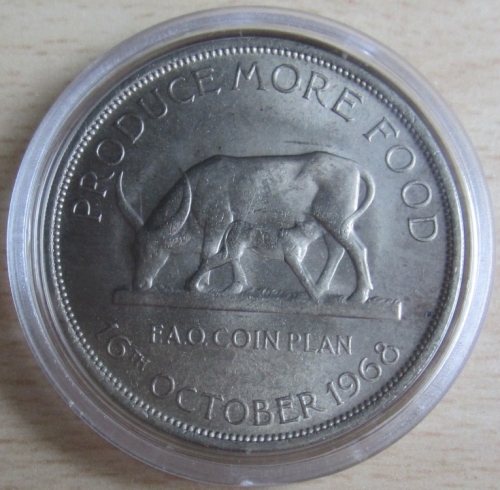 PRODUCE MORE FOOD
F.A.O. COIN PLAN
16TH OCTOBER 1968